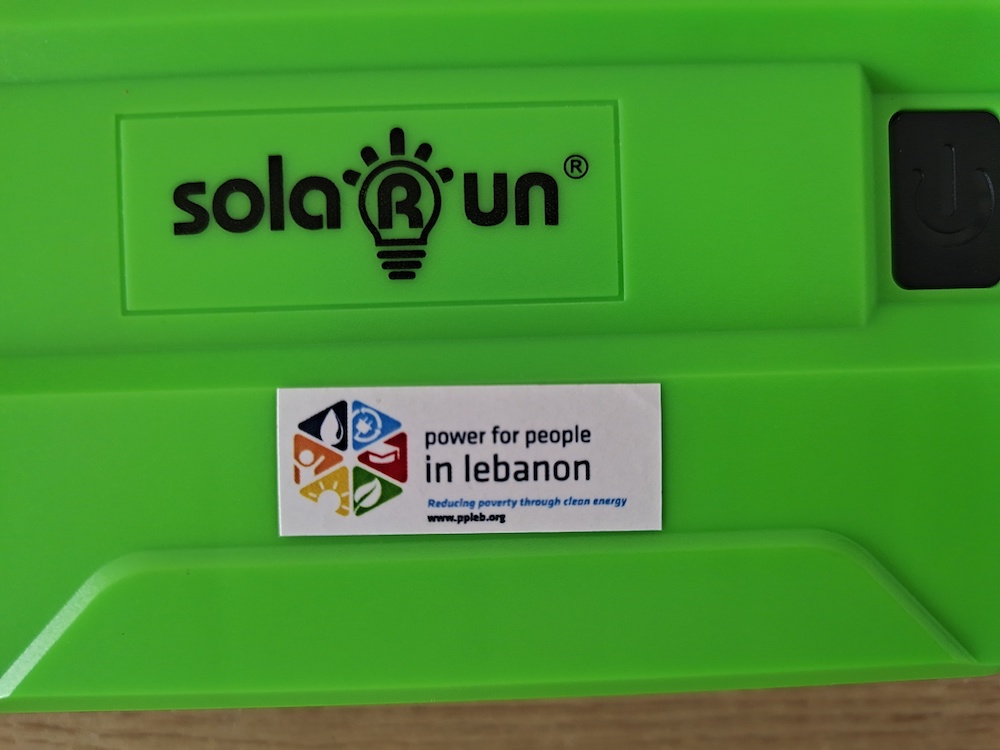 solaRun®
power for people
in lebanon
Reducing poverty through clean energy
www.ppleb.org